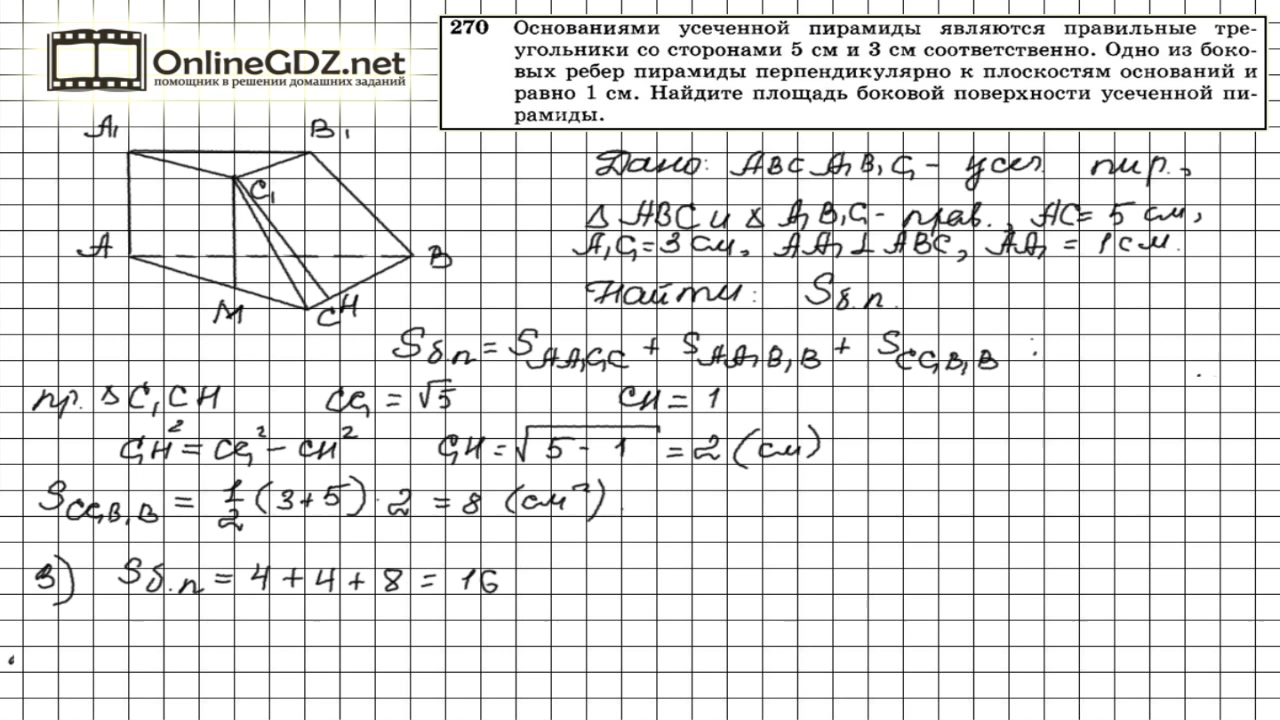 OnlineGDZ.net
помощник в решении домашних заданий
270 Основаниями усеченной пирамиды являются правильные тре-
угольники со сторонами 5 см и 3 см соответственно. Одно из боко-
вых ребер пирамиды перпендикулярно к плоскостям оснований и
равно 1 см. Найдите площадь боковой поверхности усеченной пи-
рамиды.
A₁ B₁
C₁
A B
M C H
Дано: ABCA₁B₁C₁ – усеч. пир.,
Δ ABC и Δ A₁B₁C₁ – прав., AC = 5 см,
A₁C₁ = 3 см, AA₁ ⊥ ABC, AA₁ = 1 см.
Найти: Sб.п.
Sб.п = S_AA₁C₁C + S_AA₁B₁B + S_CC₁B₁B :
пр. Δ C₁CH CC₁ = √5 CH = 1
C₁H² = CC₁² – CH² C₁H = √5 - 1 = 2 (см)
S_CC₁B₁B = 1/2 (3+5) · 2 = 8 (см²).
3) Sб.п = 4 + 4 + 8 = 16